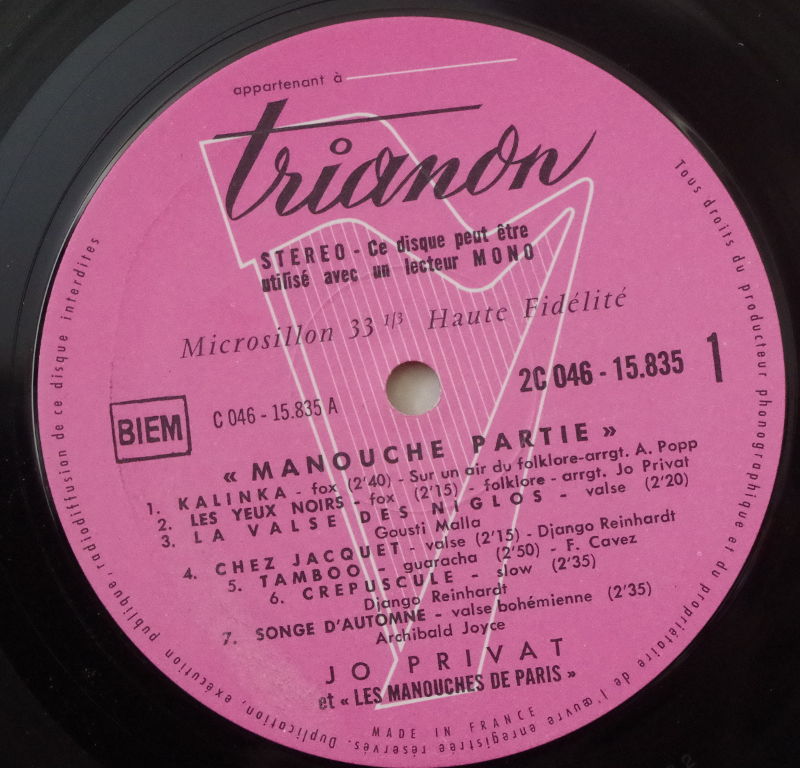 appartenant à
trianon
STEREO - Ce disque peut être
utilisé avec un lecteur MONO
Microsillon 33 1/3 Haute Fidélité
BIEM
C 046 - 15.835 A
2C 046 - 15.835
1
« MANOUCHE PARTIE »
1. KALINKA - fox (2'40) - Sur un air du folklore-arrgt. A. Popp
2. LES YEUX NOIRS - fox (2'15) - folklore - arrgt. Jo Privat
3. LA VALSE DES NIGLOS - valse (2'20)
Gousti Malla
4. CHEZ JACQUET - valse (2'15) - Django Reinhardt
5. TAMBOO - guaracha (2'50) - F. Cavez
6. CREPUSCULE - slow (2'35)
Django Reinhardt
7. SONGE D'AUTOMNE - valse bohémienne (2'35)
Archibald Joyce
JO PRIVAT
et « LES MANOUCHES DE PARIS »
MADE IN FRANCE
Tous droits du producteur phonographique et du propriétaire de l'œuvre enregistrée réservés. Duplication, exécution publique, radiodiffusion de ce disque interdites